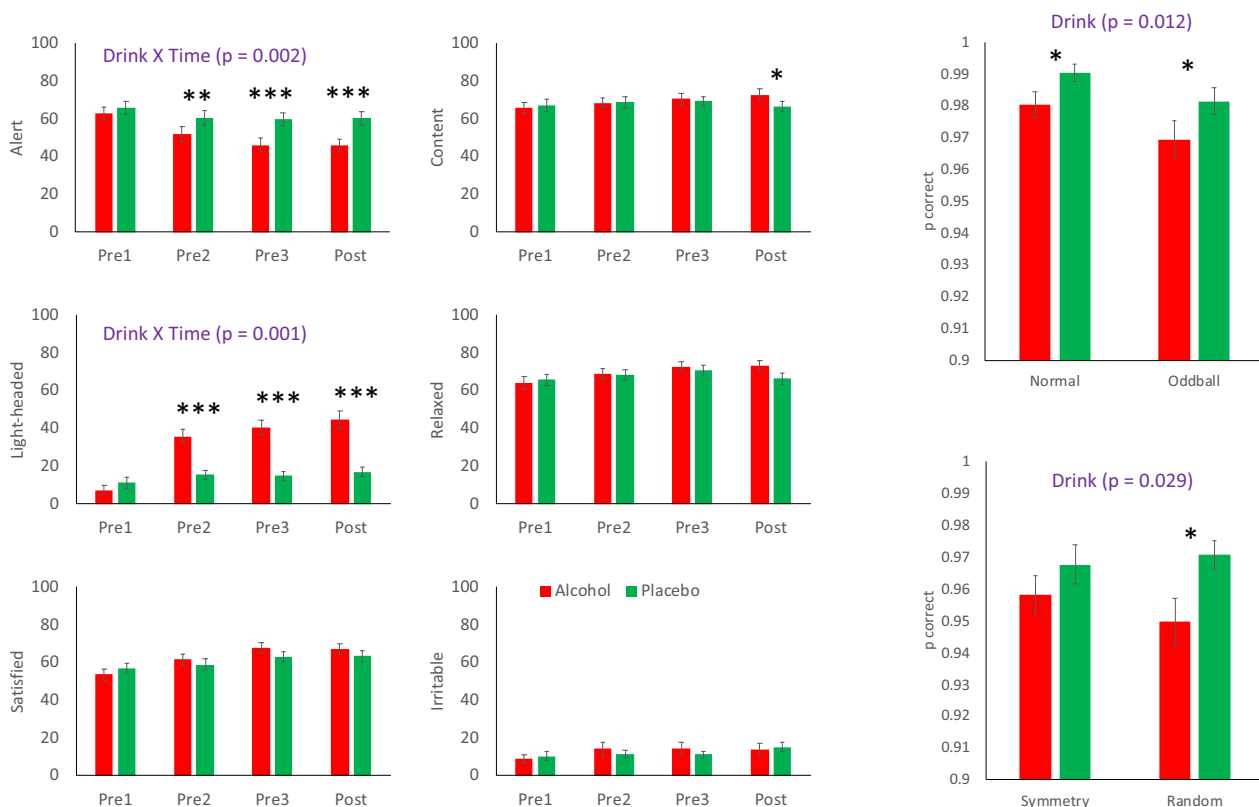 Drink X Time (p = 0.002)
Alert
100
80
60
40
20
0
** *** ***
Pre1 Pre2 Pre3 Post
Content
100
80
60
40
20
0
*
Pre1 Pre2 Pre3 Post
Drink (p = 0.012)
p correct
1
0.99
0.98
0.97
0.96
0.95
0.94
0.93
0.92
0.91
0.9
* *
Normal Oddball
Drink X Time (p = 0.001)
Light-headed
100
80
60
40
20
0
*** *** ***
Pre1 Pre2 Pre3 Post
Relaxed
100
80
60
40
20
0
Pre1 Pre2 Pre3 Post
Drink (p = 0.029)
p correct
1
0.99
0.98
0.97
0.96
0.95
0.94
0.93
0.92
0.91
0.9
*
Symmetry Random
Satisfied
100
80
60
40
20
0
Pre1 Pre2 Pre3 Post
Alcohol Placebo
Irritable
100
80
60
40
20
0
Pre1 Pre2 Pre3 Post